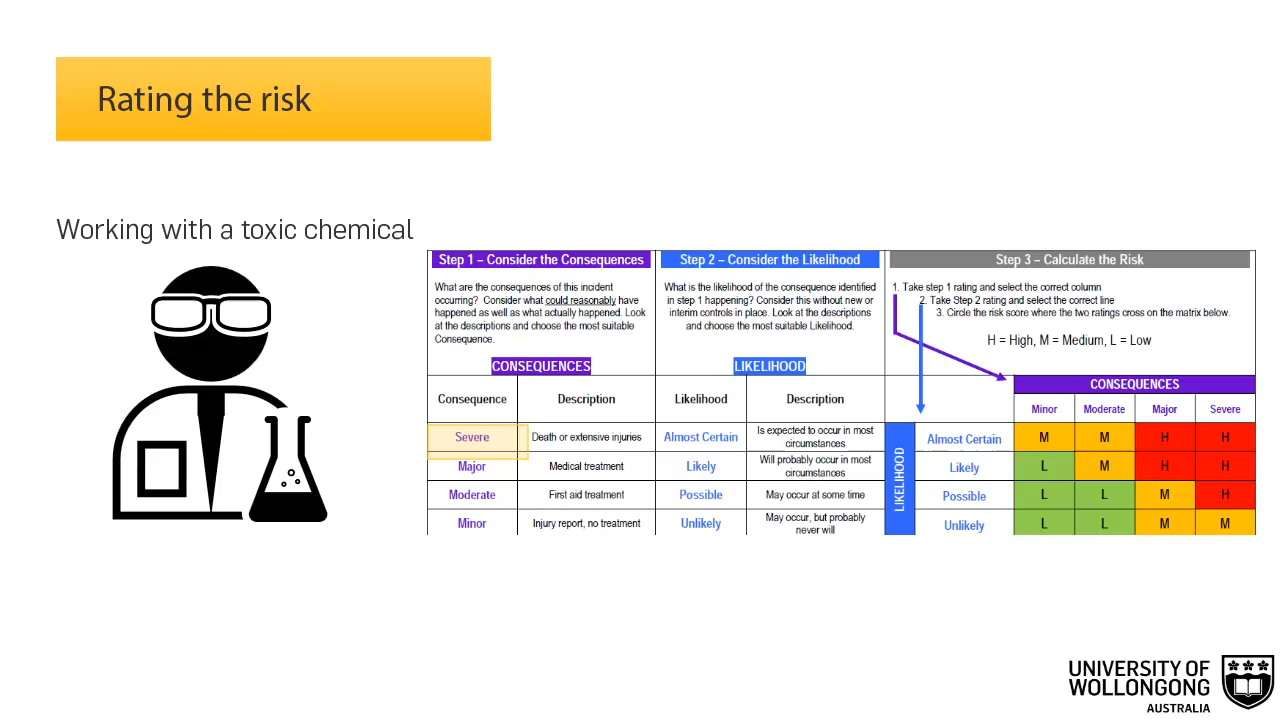 Rating the risk
Working with a toxic chemical
Step 1 – Consider the Consequences
What are the consequences of this incident
occurring? Consider what could reasonably have
happened as well as what actually happened. Look
at the descriptions and choose the most suitable
Consequence.
CONSEQUENCES
Consequence Description
Severe Death or extensive injuries
Major Medical treatment
Moderate First aid treatment
Minor Injury report, no treatment
Step 2 – Consider the Likelihood
What is the likelihood of the consequence identified
in step 1 happening? Consider this without new or
interim controls in place. Look at the descriptions
and choose the most suitable Likelihood.
LIKELIHOOD
Likelihood Description
Almost Certain Is expected to occur in most
circumstances
Likely Will probably occur in most
circumstances
Possible May occur at some time
Unlikely May occur, but probably
never will
Step 3 – Calculate the Risk
1. Take step 1 rating and select the correct column
2. Take Step 2 rating and select the correct line
3. Circle the risk score where the two ratings cross on the matrix below.
H = High, M = Medium, L = Low
CONSEQUENCES
Minor Moderate Major Severe
LIKELIHOOD
Almost Certain M M H H
Likely L M H H
Possible L L M H
Unlikely L L M M
UNIVERSITY OF
WOLLONGONG
AUSTRALIA